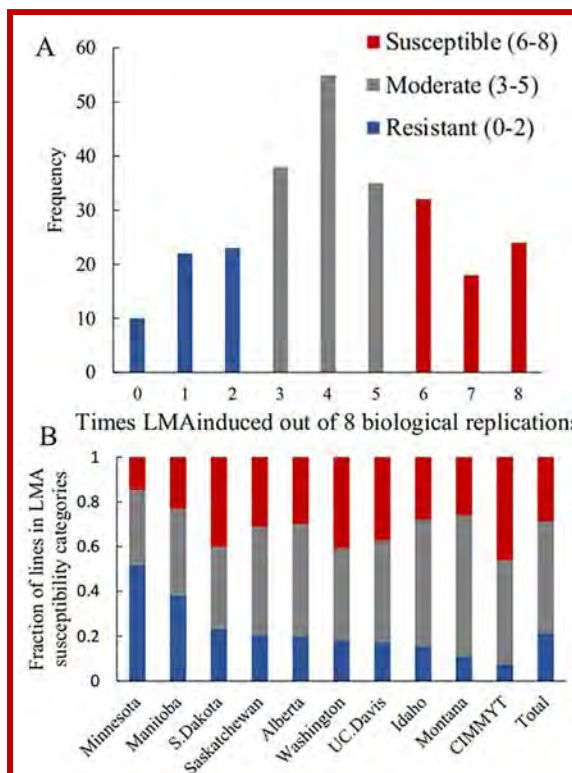 A
60
Susceptible (6-8)
50
Moderate (3-5)
40
Resistant (0-2)
Frequency
30
20
10
0
0 1 2 3 4 5 6 7 8
Times LMAinduced out of 8 biological replications
B
1
0.8
0.6
0.4
0.2
0
Fraction of lines in LMA
susceptibility categories
Minnesota
Manitoba
S.Dakota
Saskatchewan
Alberta
Washington
UC.Davis
Idaho
Montana
CIMMYT
Total